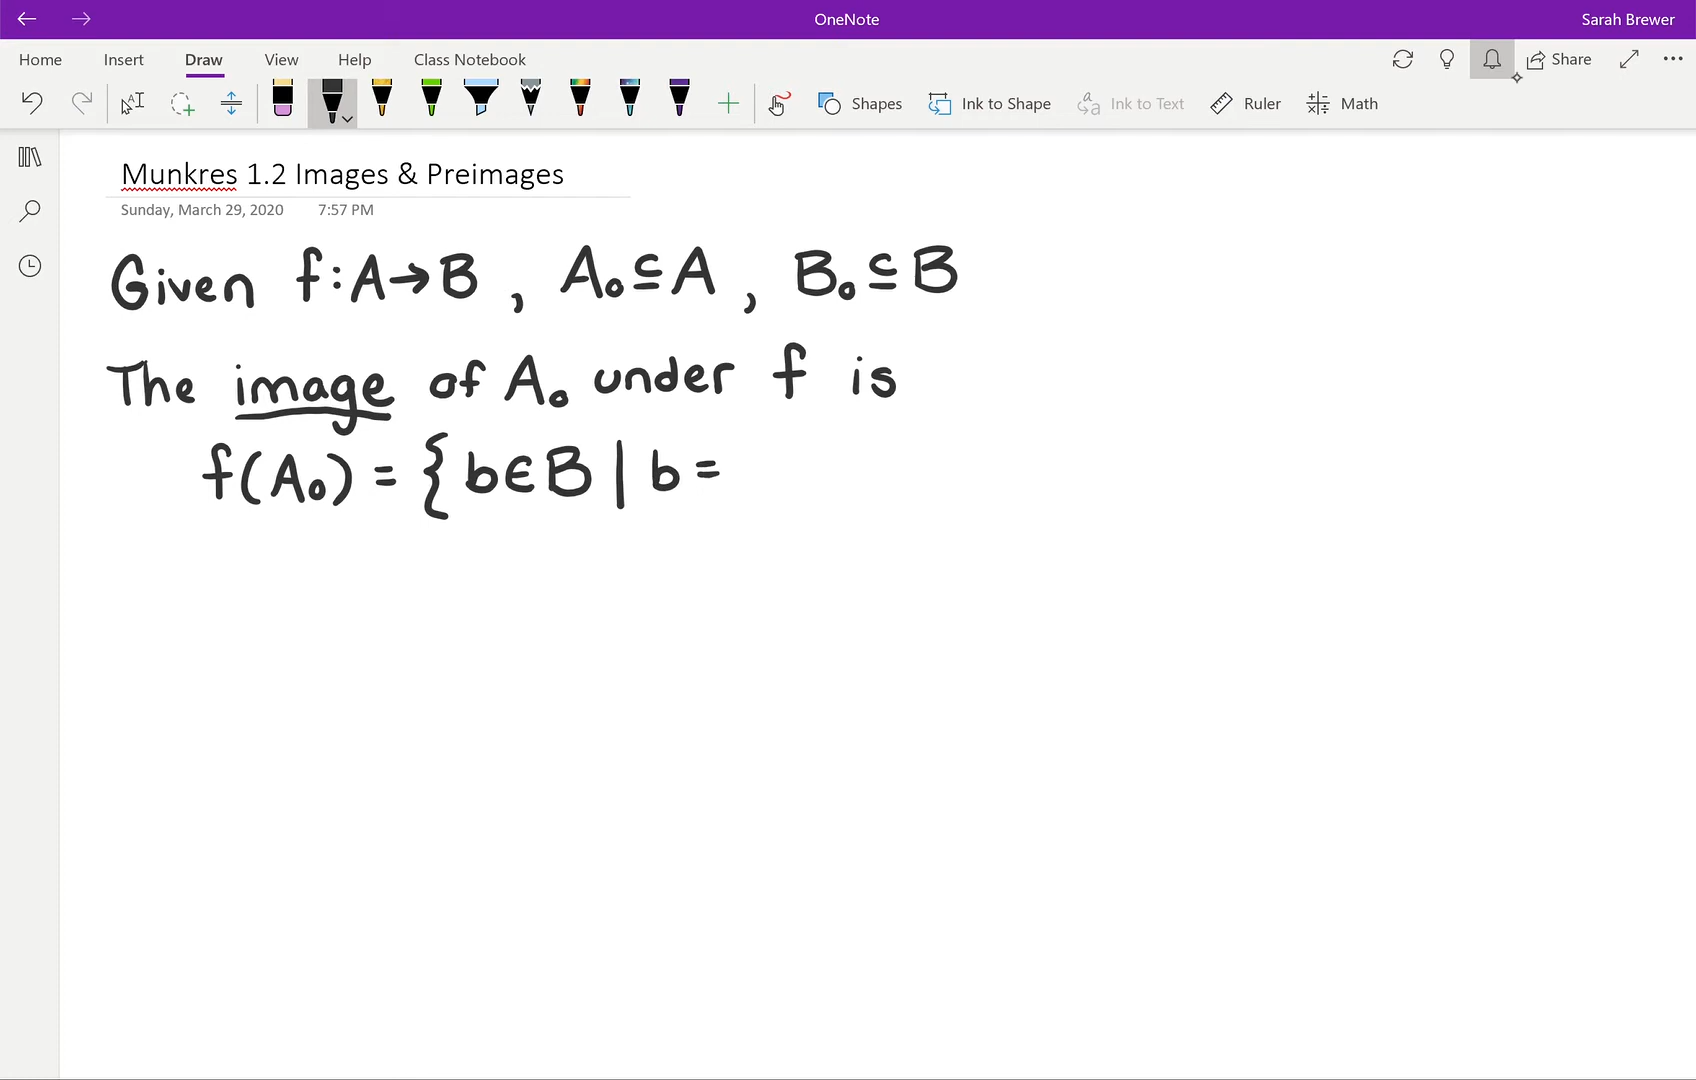 OneNote
Sarah Brewer
Home Insert Draw View Help Class Notebook Share
Shapes Ink to Shape Ink to Text Ruler Math
Munkres 1.2 Images & Preimages
Sunday, March 29, 2020 7:57 PM
Given f:A→B, A₀⊆A, B₀⊆B
The image of A₀ under f is
f(A₀) = { b∈B | b =